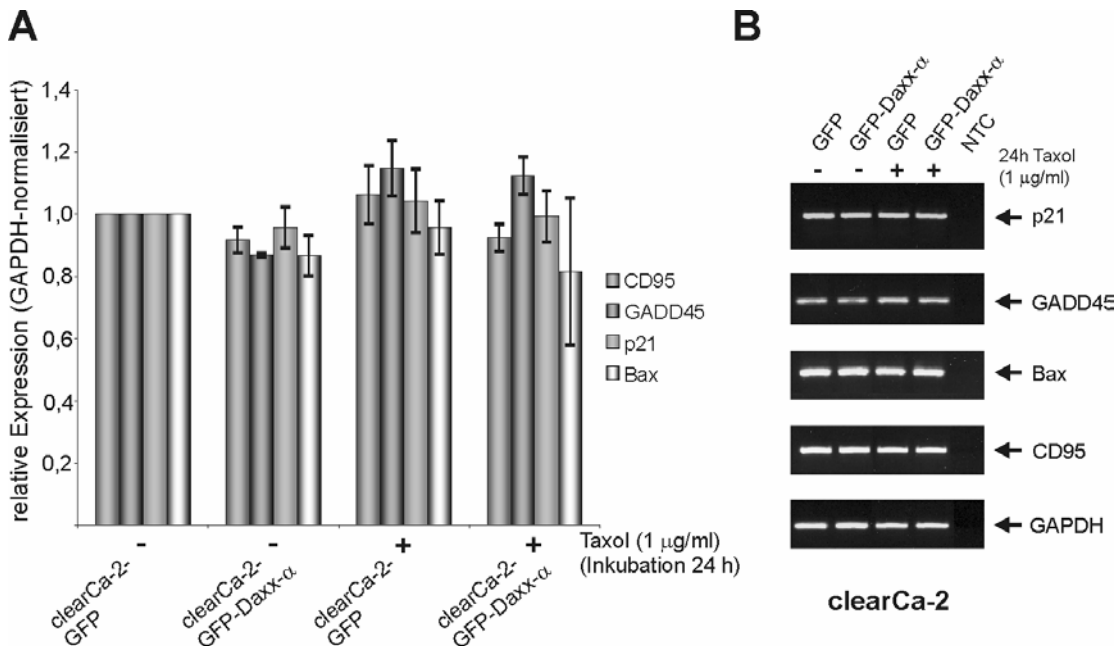 A
relative Expression (GAPDH-normalisiert)
1,4
1,2
1,0
0,8
0,6
0,4
0,2
CD95
GADD45
p21
Bax
- - + +
Taxol (1 µg/ml)
(Inkubation 24 h)
clearCa-2-
GFP
clearCa-2-
GFP-Daxx-α
clearCa-2-
GFP
clearCa-2-
GFP-Daxx-α
B
GFP
GFP-Daxx-α
GFP
GFP-Daxx-α
NTC
- - + +
24h Taxol
(1 µg/ml)
p21
GADD45
Bax
CD95
GAPDH
clearCa-2